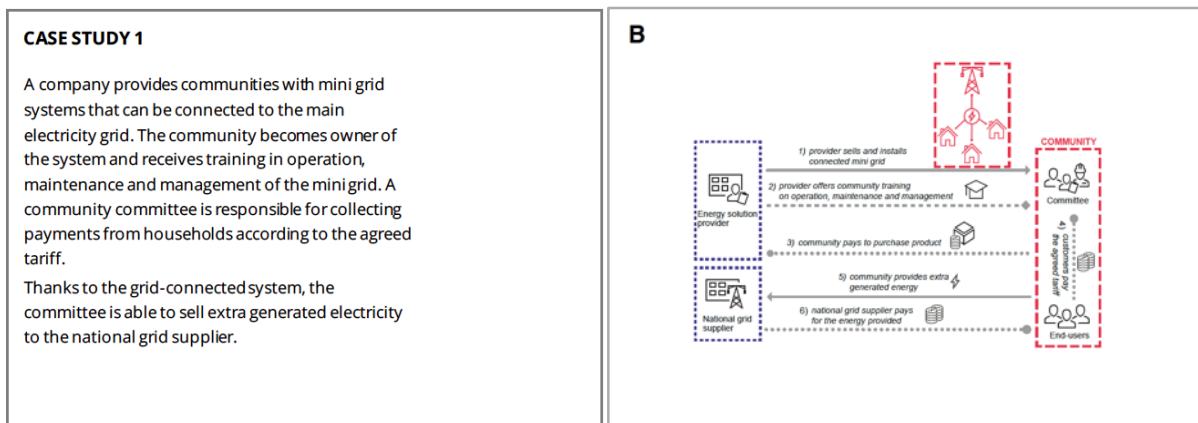 CASE STUDY 1
A company provides communities with mini grid
systems that can be connected to the main
electricity grid. The community becomes owner of
the system and receives training in operation,
maintenance and management of the mini grid. A
community committee is responsible for collecting
payments from households according to the agreed
tariff.
Thanks to the grid-connected system, the
committee is able to sell extra generated electricity
to the national grid supplier.
B
COMMUNITY
1) provider sells and installs
connected mini grid
2) provider offers community training
on operation, maintenance and management
Energy solution
provider
Committee
3) community pays to purchase product
4) customers pay
the agreed tariff
5) community provides extra
generated energy
National grid
supplier
6) national grid supplier pays
for the energy provided
End-users